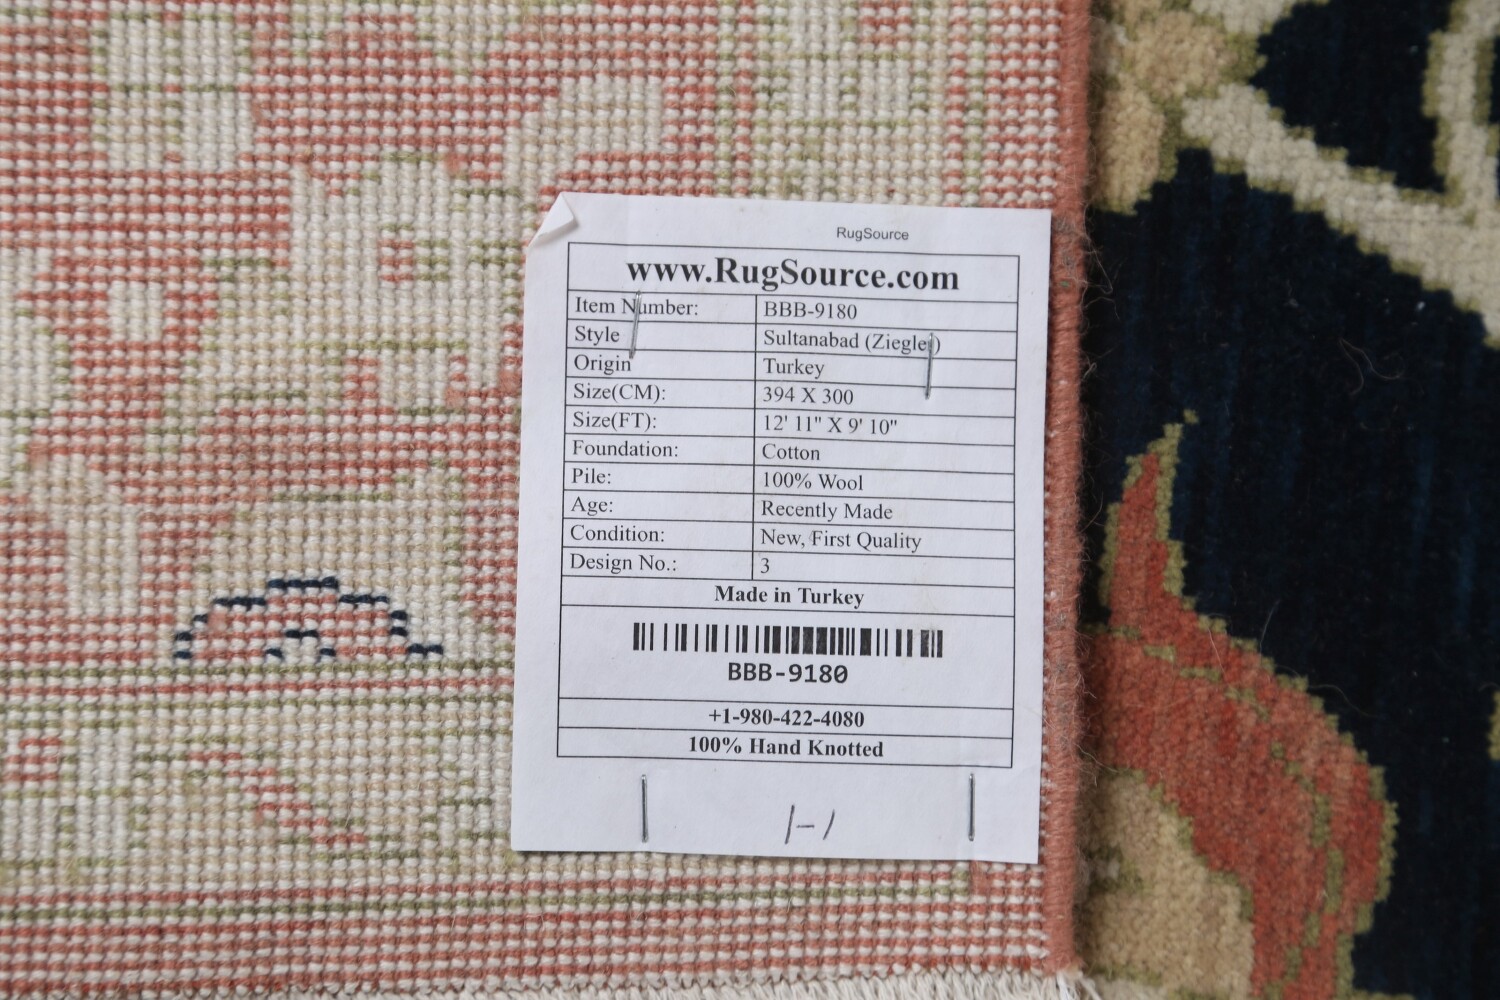 RugSource
www.RugSource.com
Item Number: BBB-9180
Style Sultanabad (Ziegler)
Origin Turkey
Size(CM): 394 X 300
Size(FT): 12' 11" X 9' 10"
Foundation: Cotton
Pile: 100% Wool
Age: Recently Made
Condition: New, First Quality
Design No.: 3
Made in Turkey
BBB-9180
+1-980-422-4080
100% Hand Knotted
1-1